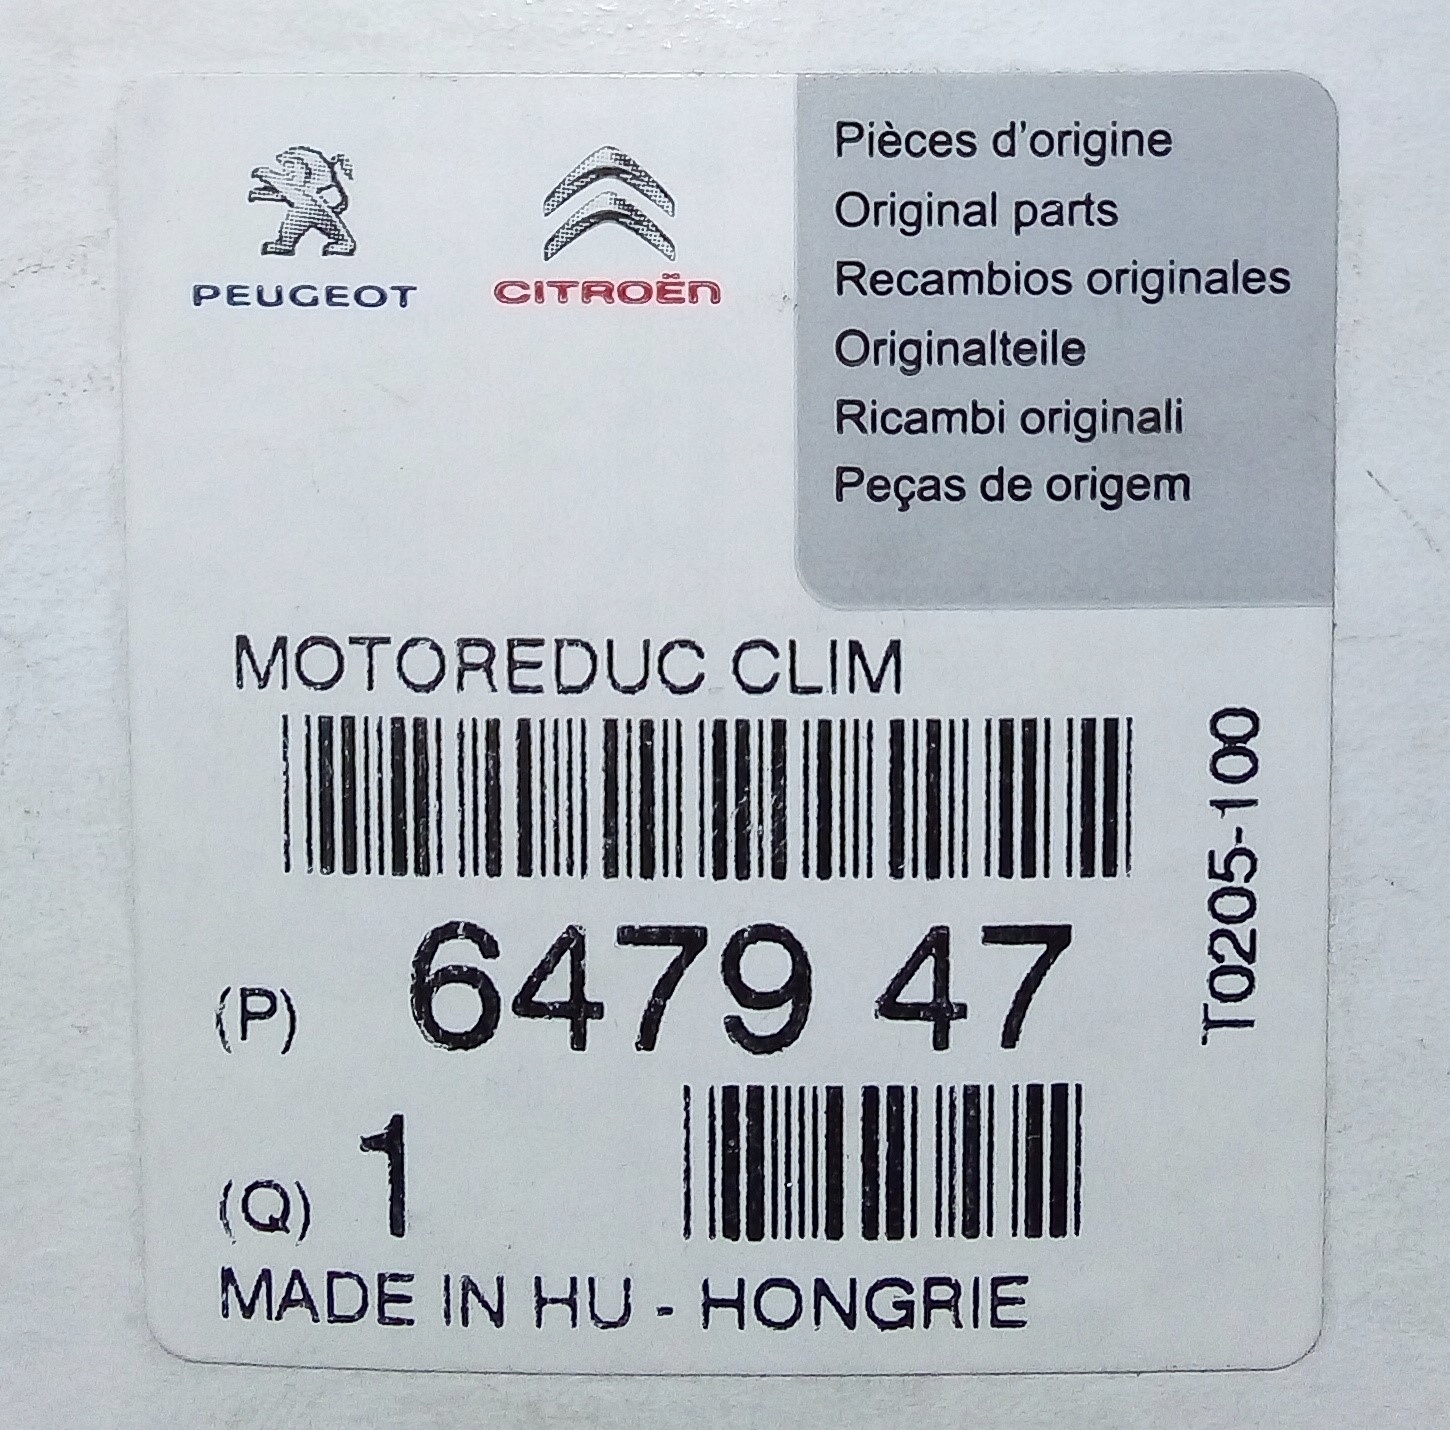 PEUGEOT
CITROËN
Pièces d'origine
Original parts
Recambios originales
Originalteile
Ricambi originali
Peças de origem
MOTOREDUC CLIM
(P) 6479 47
T0205-100
(Q) 1
MADE IN HU - HONGRIE